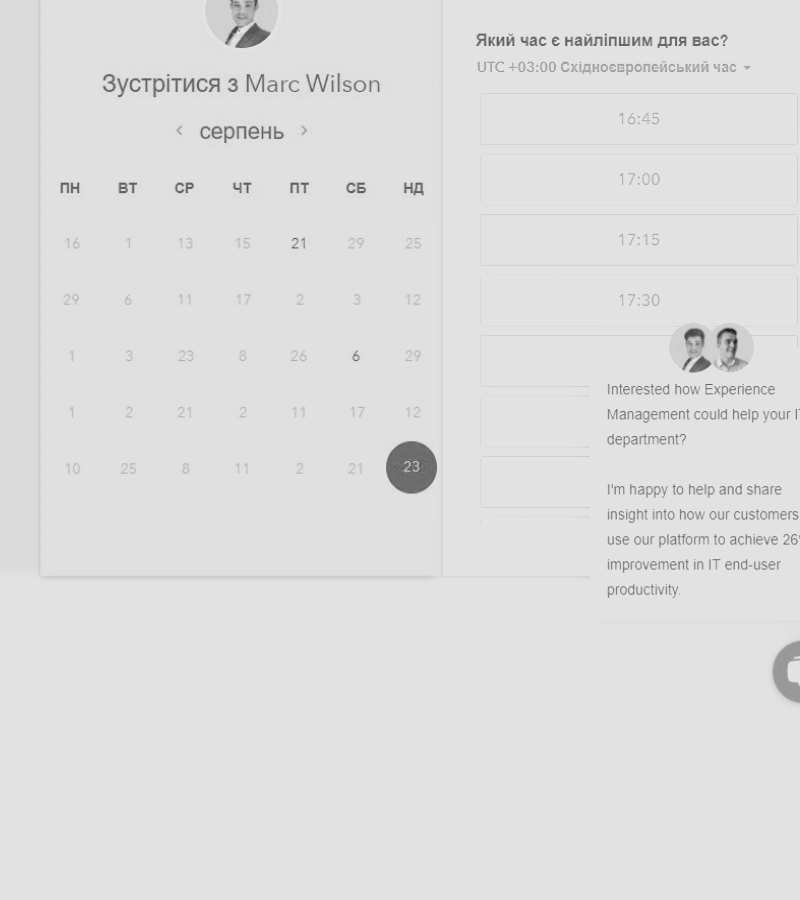 Зустрітися з Marc Wilson
серпень
ПН ВТ СР ЧТ ПТ СБ НД
16 1 13 15 21 29 25
29 6 11 17 2 3 12
1 3 23 8 26 6 29
1 2 21 2 11 17 12
10 25 8 11 2 21 23
Який час є найліпшим для вас?
UTC +03:00 Східноєвропейський час
16:45
17:00
17:15
17:30
Interested how Experience
Management could help your IT
department?
I'm happy to help and share
insight into how our customers
use our platform to achieve 26%
improvement in IT end-user
productivity.